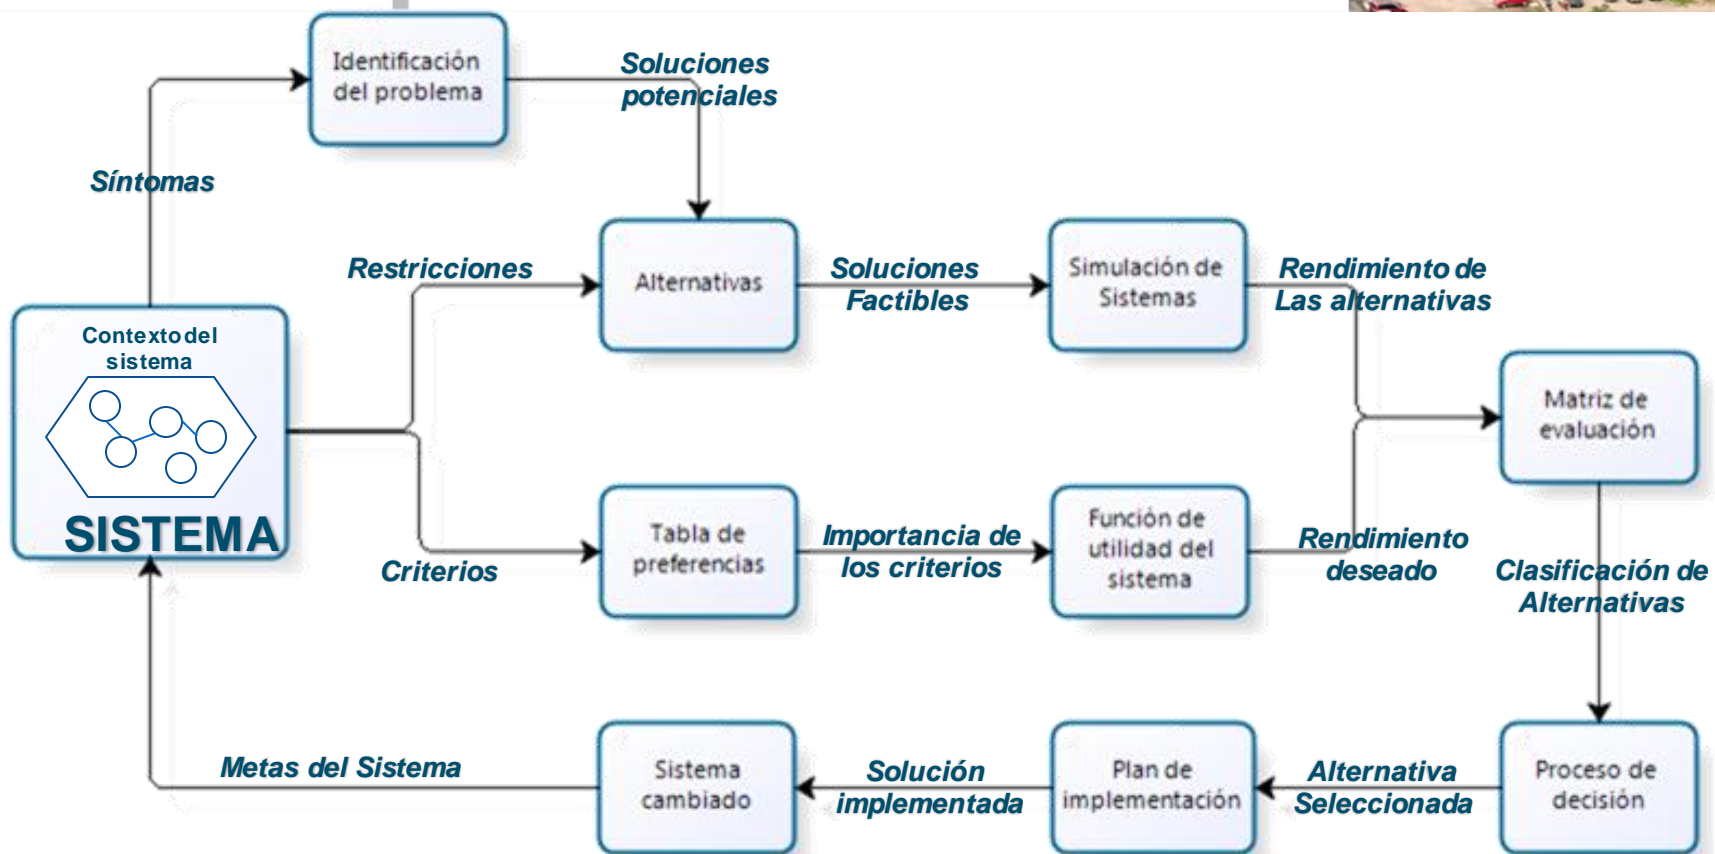 Identificación
del problema
Soluciones
potenciales
Síntomas
Restricciones
Alternativas
Soluciones
Factibles
Simulación de
Sistemas
Rendimiento de
Las alternativas
Contexto del
sistema
SISTEMA
Matriz de
evaluación
Criterios
Tabla de
preferencias
Importancia de
los criterios
Función de
utilidad del
sistema
Rendimiento
deseado
Clasificación de
Alternativas
Metas del Sistema
Sistema
cambiado
Solución
implementada
Plan de
implementación
Alternativa
Seleccionada
Proceso de
decisión